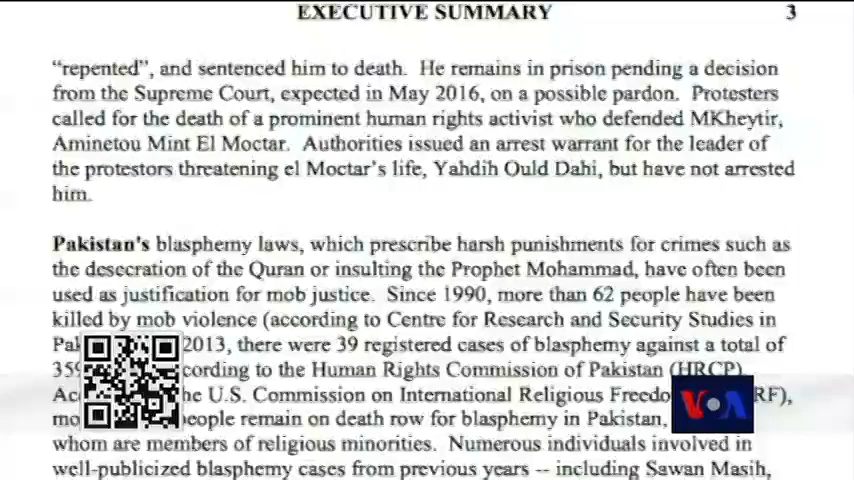 EXECUTIVE SUMMARY 3
“repented”, and sentenced him to death. He remains in prison pending a decision
from the Supreme Court, expected in May 2016, on a possible pardon. Protesters
called for the death of a prominent human rights activist who defended MKheytir,
Aminetou Mint El Moctar. Authorities issued an arrest warrant for the leader of
the protestors threatening el Moctar's life, Yahdih Ould Dahi, but have not arrested
him.
Pakistan's blasphemy laws, which prescribe harsh punishments for crimes such as
the desecration of the Quran or insulting the Prophet Mohammad, have often been
used as justification for mob justice. Since 1990, more than 62 people have been
killed by mob violence (according to Centre for Research and Security Studies in
2013, there were 39 registered cases of blasphemy against a total of
to the Human Rights Commission of Pakistan (HRCP)
U.S. Commission on International Religious
people remain on death row for blasphemy in Pakistan,
whom are members of religious minorities. Numerous individuals involved in
well-publicized blasphemy cases from previous years -- including Sawan Masih,
VOA